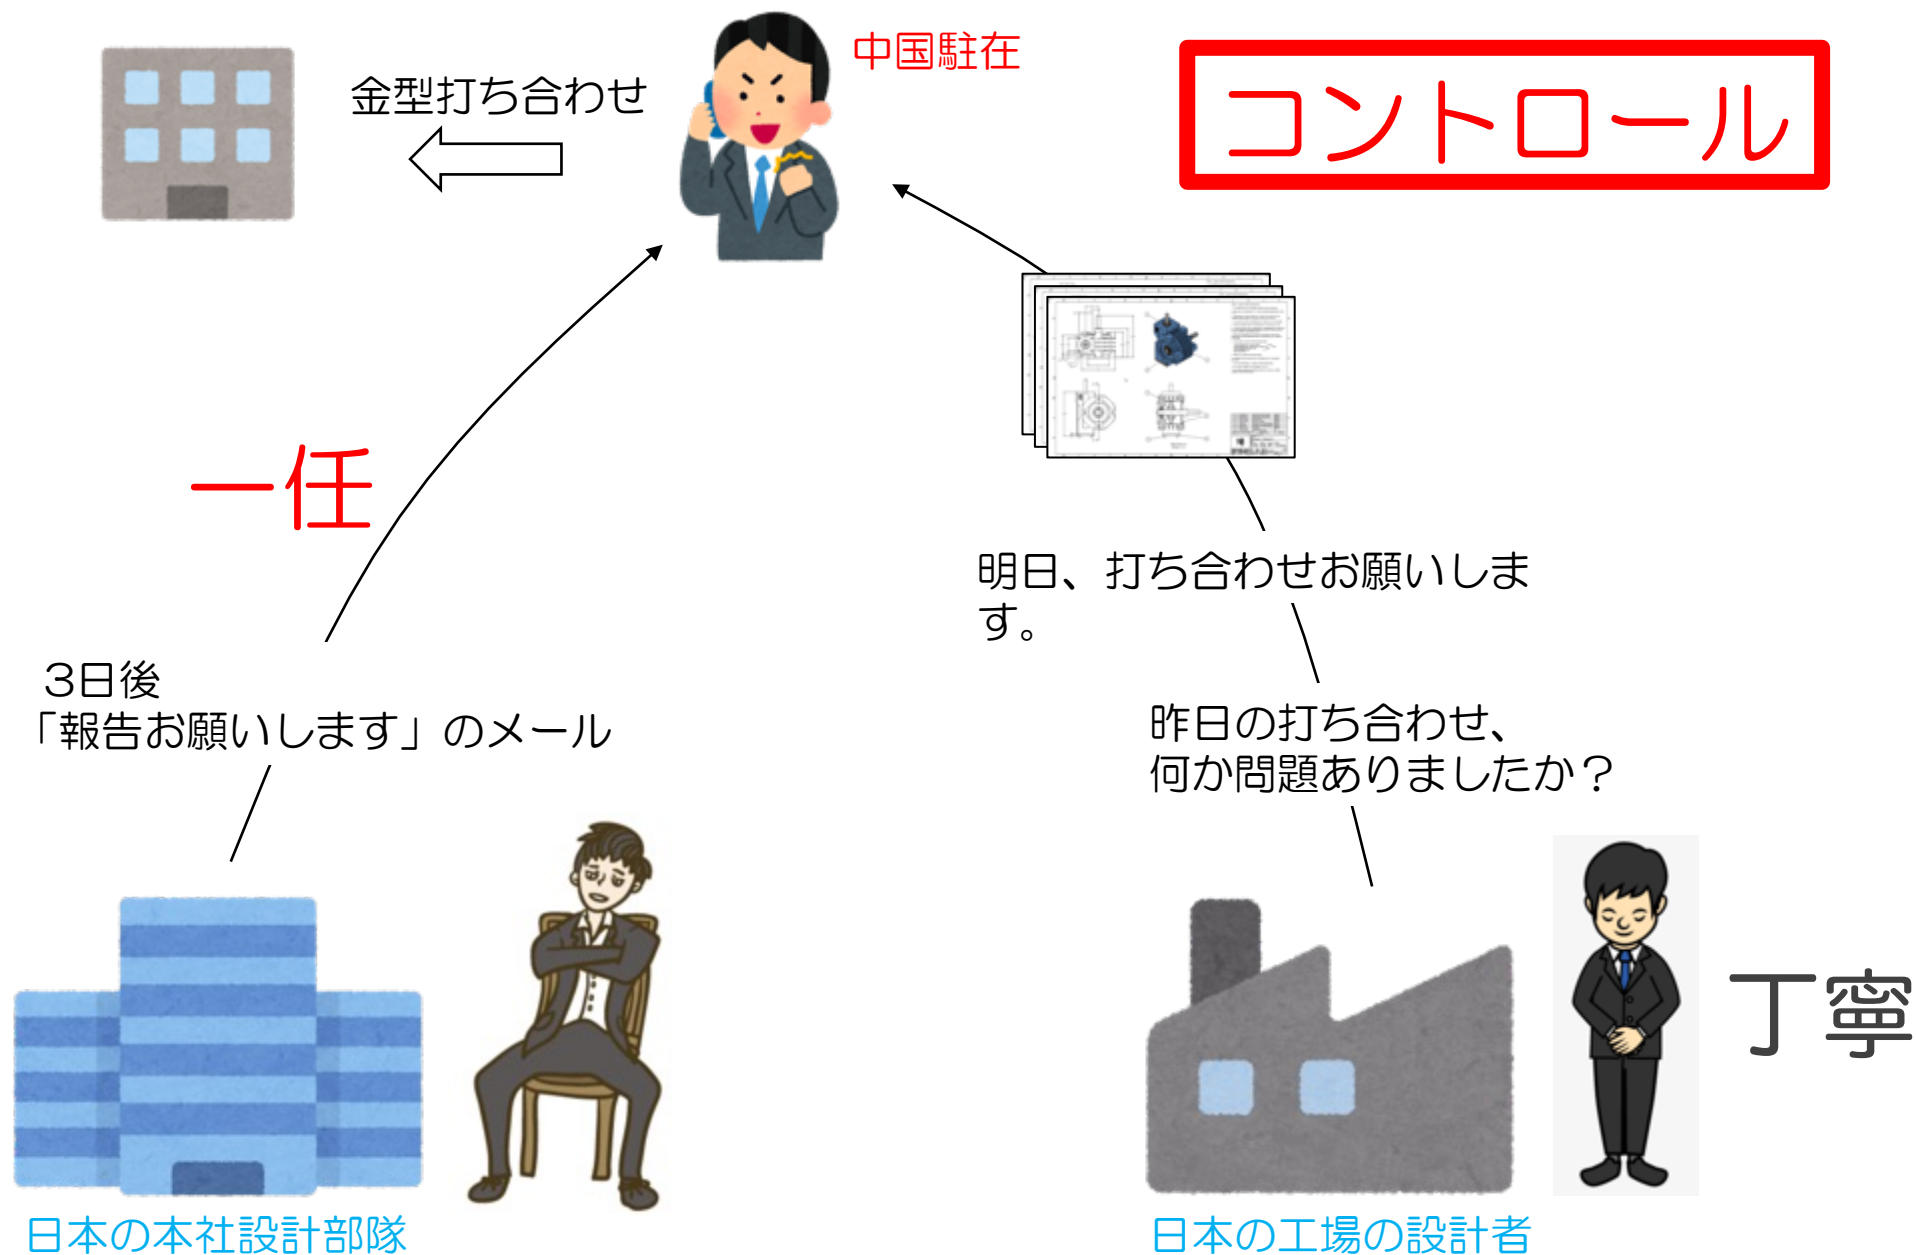 中国駐在
コントロール
金型打ち合わせ
一任
明日、打ち合わせお願いしま
す。
3日後
「報告お願いします」のメール
昨日の打ち合わせ、
何か問題ありましたか？
丁寧
日本の本社設計部隊
日本の工場の設計者